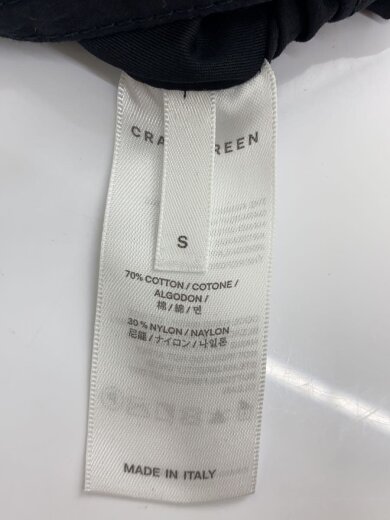 CRA REEN
S
70% COTTON / COTONE /
ALGODON /
棉 / 綿 / 면
30% NYLON / NAYLON /
尼龍 / ナイロン / 나일론
MADE IN ITALY